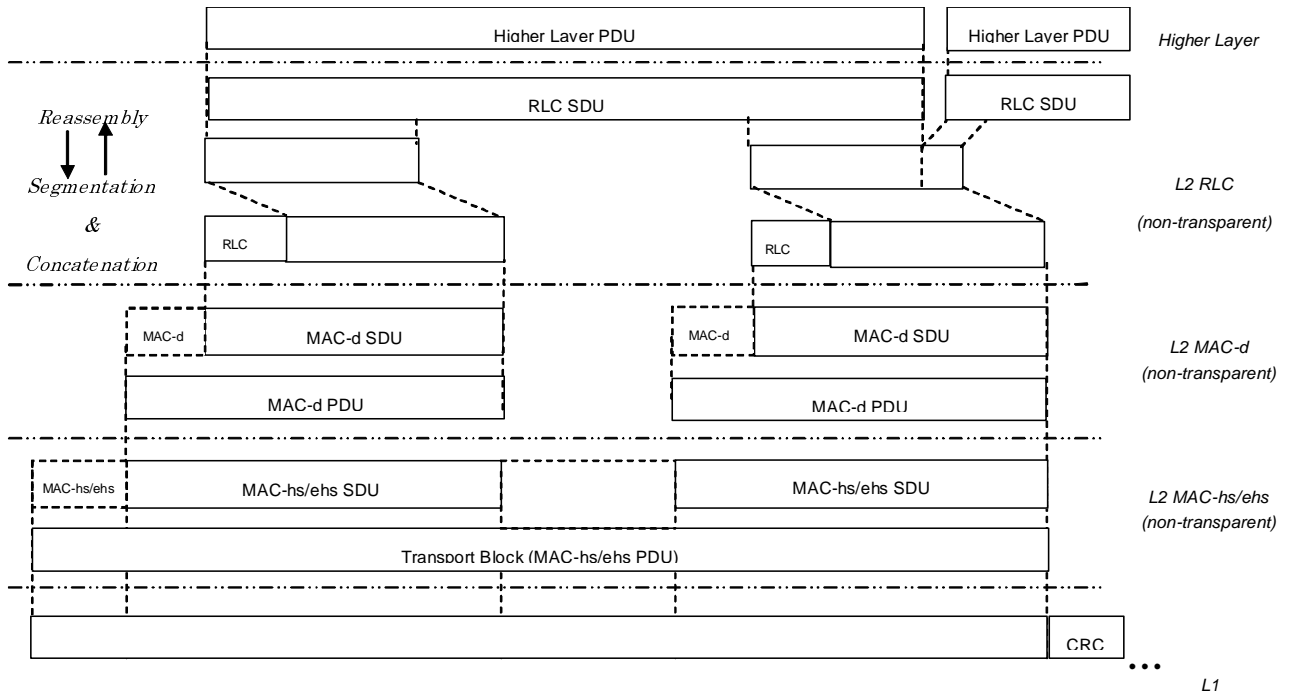 Higher Layer PDU
Higher Layer PDU
Higher Layer
RLC SDU
RLC SDU
Reassembly
Segmentation
&
Concatenation
L2 RLC
(non-transparent)
RLC
RLC
MAC-d
MAC-d SDU
MAC-d
MAC-d SDU
L2 MAC-d
(non-transparent)
MAC-d PDU
MAC-d PDU
MAC-hs/ehs
MAC-hs/ehs SDU
MAC-hs/ehs SDU
L2 MAC-hs/ehs
(non-transparent)
Transport Block (MAC-hs/ehs PDU)
CRC
...
L1